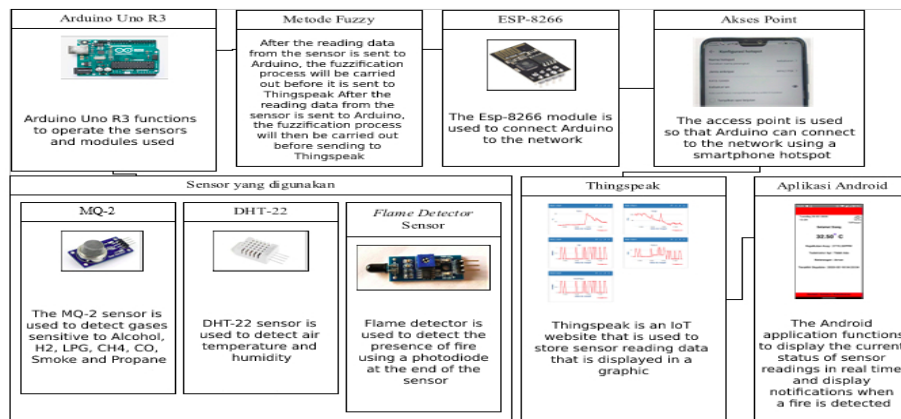 Arduino Uno R3
Arduino Uno R3 functions
to operate the sensors
and modules used
Metode Fuzzy
After the reading data
from the sensor is sent to
Arduino, the fuzzification
process will be carried
out before it is sent to
Thingspeak After the
reading data from the
sensor is sent to Arduino,
the fuzzification process
will then be carried out
before sending to
Thingspeak
ESP-8266
The Esp-8266 module is
used to connect Arduino
to the network
Akses Point
The access point is used
so that Arduino can connect
to the network using a
smartphone hotspot
Sensor yang digunakan
MQ-2
The MQ-2 sensor is
used to detect gases
sensitive to Alcohol,
H2, LPG, CH4, CO,
Smoke and Propane
DHT-22
DHT-22 sensor is
used to detect air
temperature and
humidity
Flame Detector
Sensor
Flame detector is
used to detect the
presence of fire
using a photodiode
at the end of the
sensor
Thingspeak
Thingspeak is an IoT
website that is used to
store sensor reading data
that is displayed in a
graphic
Aplikasi Android
32.50° C
The Android
application functions
to display the current
status of sensor
readings in real time
and display
notifications when
a fire is detected